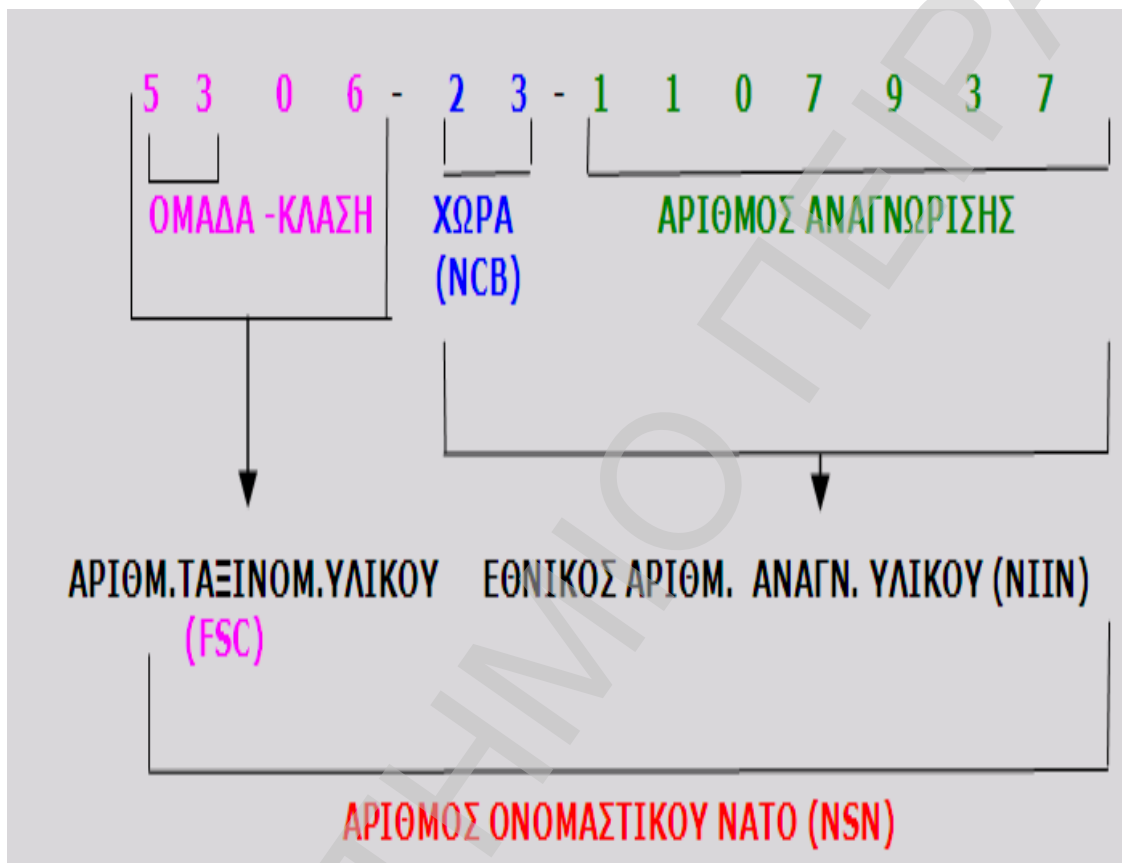 5 3 0 6 - 2 3 - 1 1 0 7 9 3 7
ΟΜΑΔΑ -ΚΛΑΣΗ ΧΩΡΑ ΑΡΙΘΜΟΣ ΑΝΑΓΝΩΡΙΣΗΣ
(NCB)
ΑΡΙΘΜ.ΤΑΞΙΝΟΜ.ΥΛΙΚΟΥ ΕΘΝΙΚΟΣ ΑΡΙΘΜ. ΑΝΑΓΝ. ΥΛΙΚΟΥ (NIIN)
(FSC)
ΑΡΙΘΜΟΣ ΟΝΟΜΑΣΤΙΚΟΥ ΝΑΤΟ (NSN)